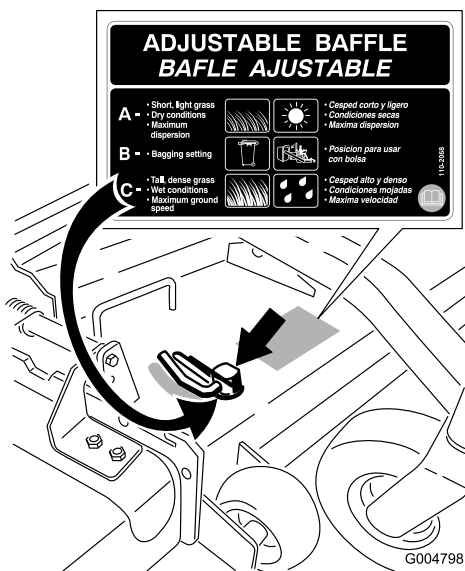 ADJUSTABLE BAFFLE
BAFLE AJUSTABLE
A - • Short, light grass
• Dry conditions
• Maximum
dispersion
• Cesped corto y ligero
• Condiciones secas
• Maxima dispersion
B - • Bagging setting
• Posicion para usar
con bolsa
C - • Tall, dense grass
• Wet conditions
• Maximum ground
speed
• Cesped alto y denso
• Condiciones mojadas
• Maxima velocidad
110-2068
G004798